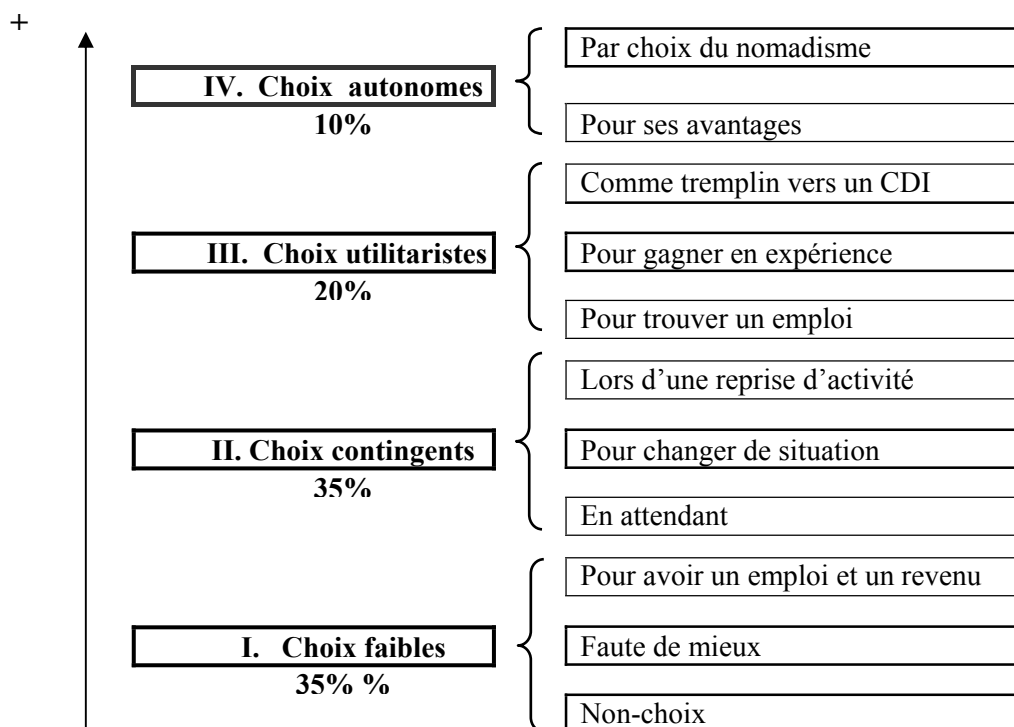 +
Par choix du nomadisme
IV. Choix autonomes
10%
Pour ses avantages
Comme tremplin vers un CDI
III. Choix utilitaristes
20%
Pour gagner en expérience
Pour trouver un emploi
Lors d’une reprise d’activité
II. Choix contingents
35%
Pour changer de situation
En attendant
Pour avoir un emploi et un revenu
I. Choix faibles
35% %
Faute de mieux
Non-choix